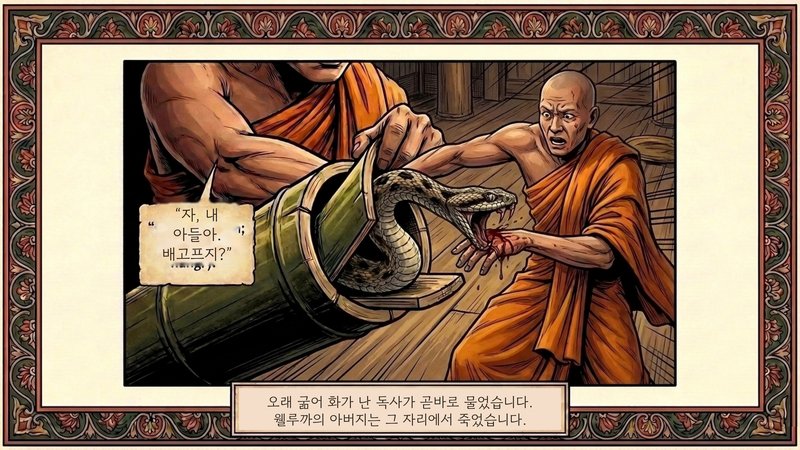 “자, 내
아들아.
배고프지?”
오래 굶어 화가 난 독사가 곧바로 물었습니다.
웰루까의 아버지는 그 자리에서 죽었습니다.